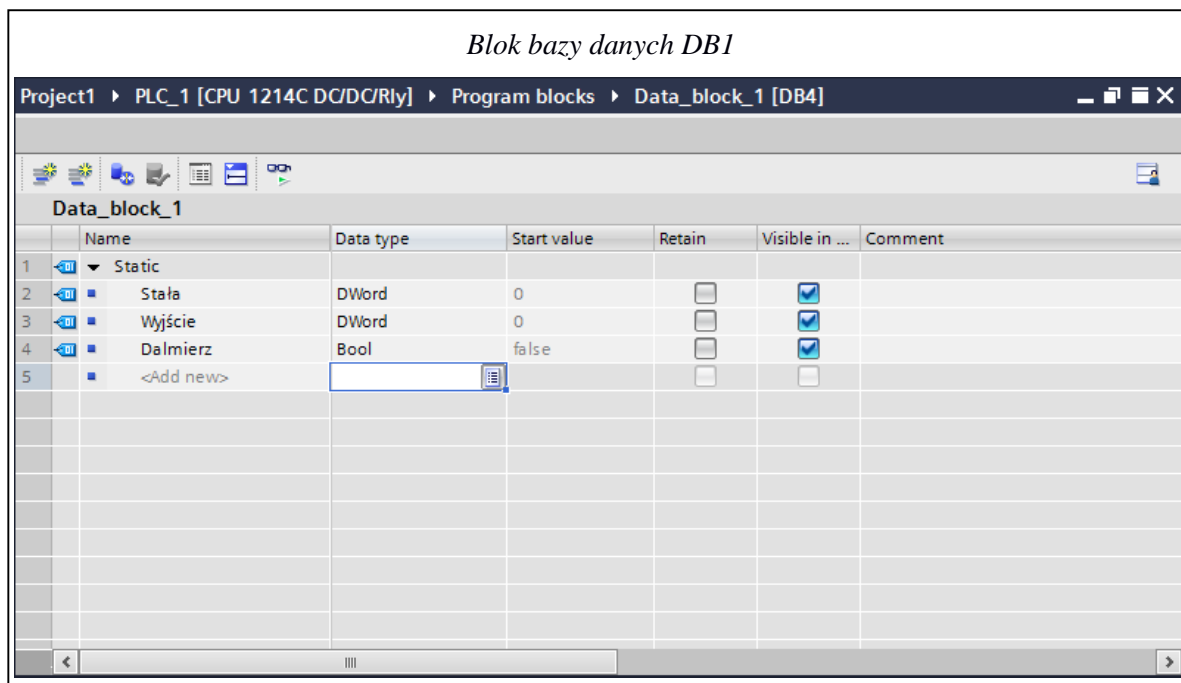 Blok bazy danych DB1
Project1 ▸ PLC_1 [CPU 1214C DC/DC/Rly] ▸ Program blocks ▸ Data_block_1 [DB4]
Data_block_1
Name Data type Start value Retain Visible in ... Comment
1 Static
2 Stała DWord 0
3 Wyjście DWord 0
4 Dalmierz Bool false
5 <Add new>